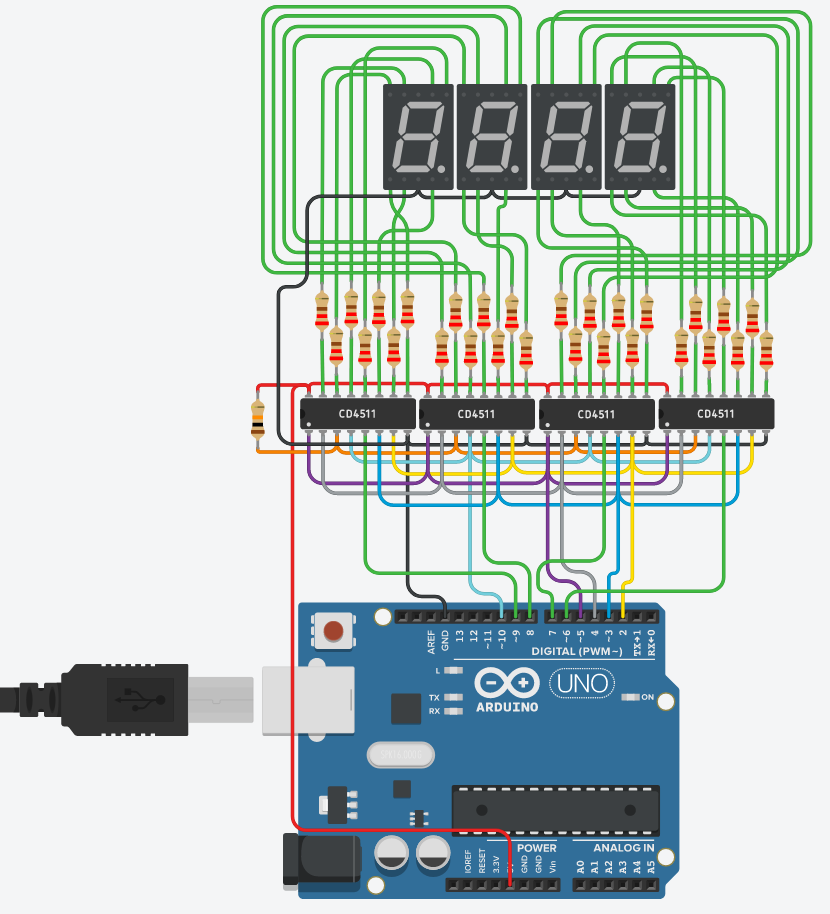 CD4511 CD4511 CD4511 CD4511
AREF GND 13 12 ~11 ~10 ~9 8 7 ~6 ~5 4 ~3 2 TX→1 RX←0
DIGITAL (PWM~)
L
TX
RX
ARDUINO
UNO
ON
POWER
ANALOG IN
IOREF RESET 3.3V 5V GND GND Vin A0 A1 A2 A3 A4 A5